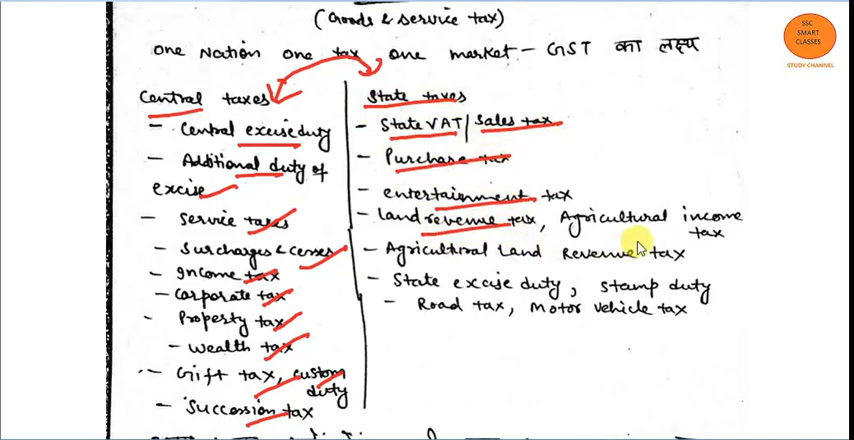 (Goods & service tax)
SSC
SMART
CLASSES
STUDY CHANNEL
one Nation one tax, one market - GST का लक्ष्य
Central taxes
- Central excise duty
- Additional duty of
excise
- Service taxes
- Surcharges & cesses
- Income tax
- Corporate tax
- Property tax
- wealth tax
- Gift tax, custom
duty
- Succession tax
State taxes
- State VAT / Sales tax
- Purchase tax
- entertainment tax
- Land revenue tax, Agricultural income
tax
- Agricultural Land Revenue tax
- State excise duty, Stamp duty
- Road tax, Motor vehicle tax